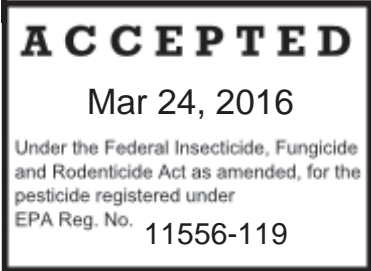 ACCEPTED
Mar 24, 2016
Under the Federal Insecticide, Fungicide
and Rodenticide Act as amended, for the
pesticide registered under
EPA Reg. No. 11556-119